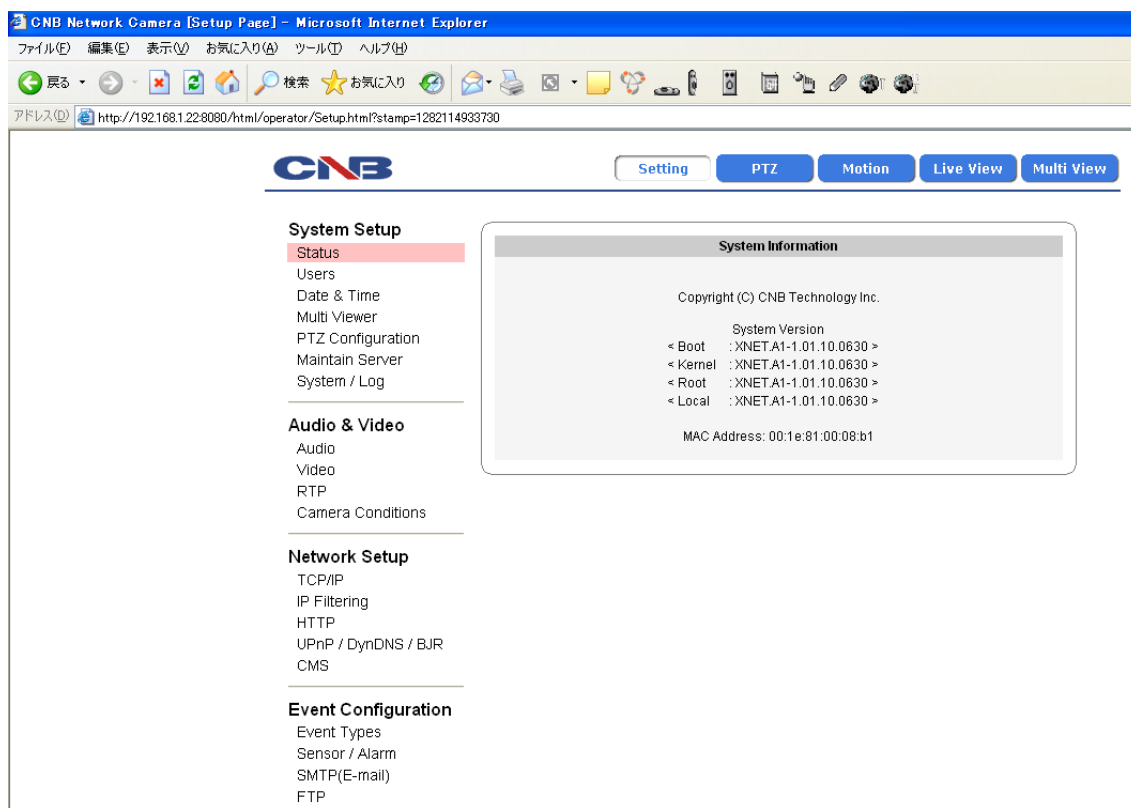 CNB Network Camera [Setup Page] - Microsoft Internet Explorer
ファイル(F) 編集(E) 表示(V) お気に入り(A) ツール(T) ヘルプ(H)
戻る 検索 お気に入り
アドレス(D) http://192.168.1.22:8080/html/operator/Setup.html?stamp=1282114933730
CNB
Setting PTZ Motion Live View Multi View
System Setup
Status
Users
Date & Time
Multi Viewer
PTZ Configuration
Maintain Server
System / Log
Audio & Video
Audio
Video
RTP
Camera Conditions
Network Setup
TCP/IP
IP Filtering
HTTP
UPnP / DynDNS / BJR
CMS
Event Configuration
Event Types
Sensor / Alarm
SMTP(E-mail)
FTP
System Information
Copyright (C) CNB Technology Inc.
System Version
< Boot : XNET.A1-1.01.10.0630 >
< Kernel : XNET.A1-1.01.10.0630 >
< Root : XNET.A1-1.01.10.0630 >
< Local : XNET.A1-1.01.10.0630 >
MAC Address: 00:1e:81:00:08:b1